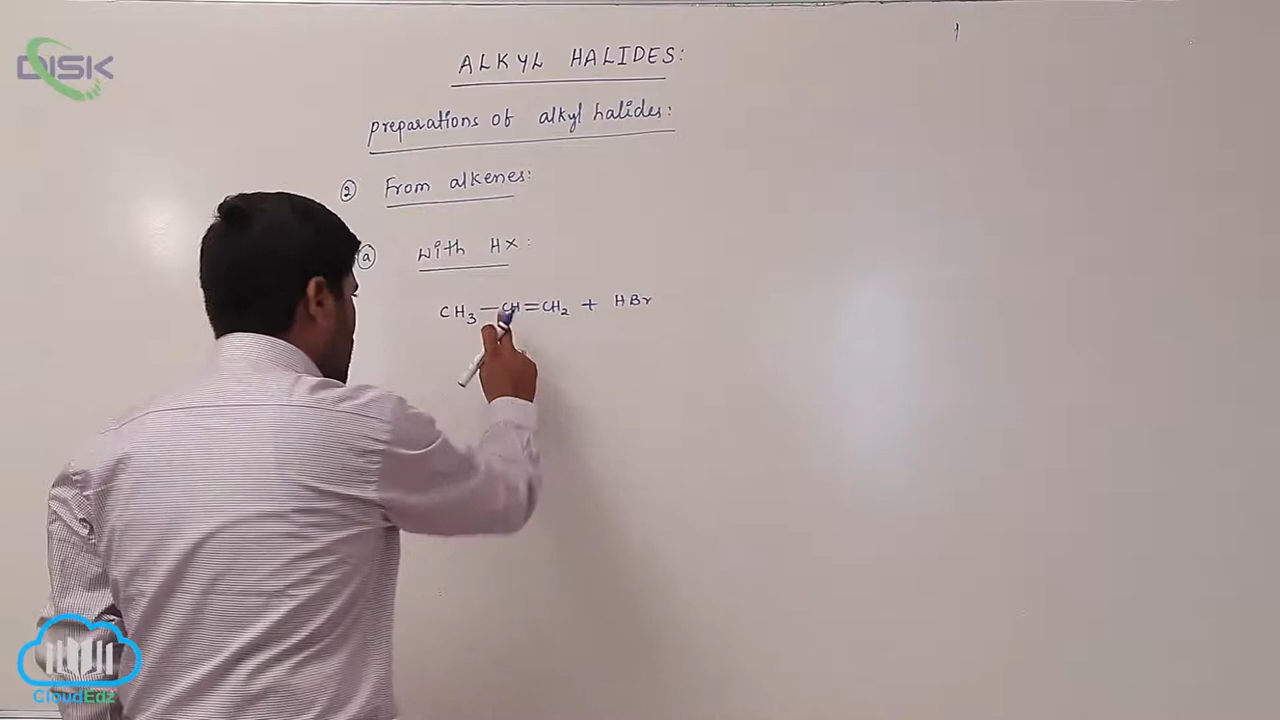 DISK
ALKYL HALIDES:
preparations of alkyl halides:
② From alkenes:
ⓐ with HX:
CH₃—CH=CH₂ + HBr
CloudEdz